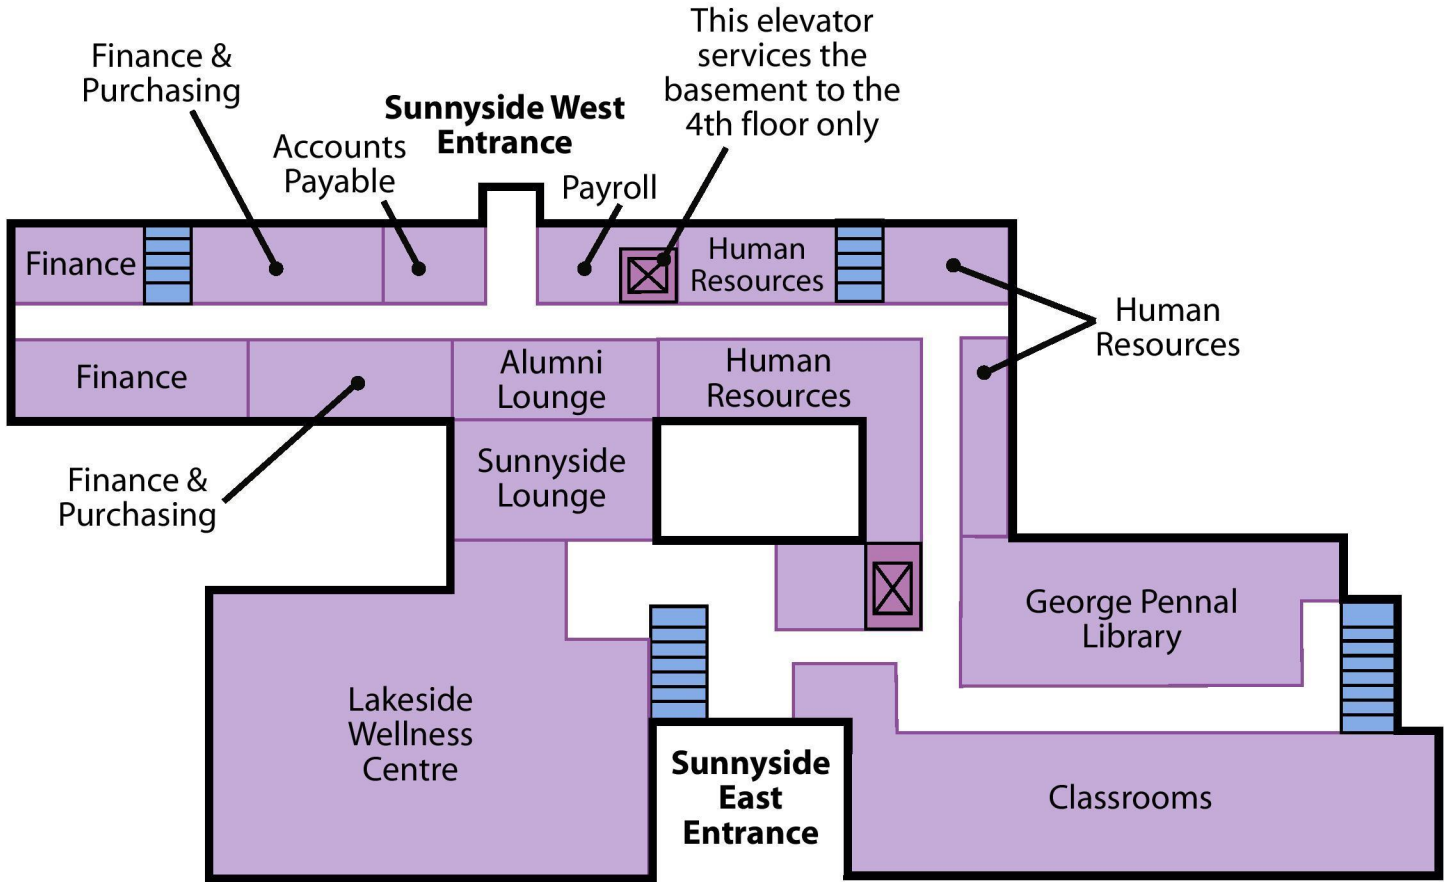 This elevator
services the
basement to the
4th floor only
Finance &
Purchasing
Sunnyside West
Entrance
Accounts
Payable
Payroll
Finance
Human
Resources
Human
Resources
Finance
Alumni
Lounge
Human
Resources
Sunnyside
Lounge
Finance &
Purchasing
George Pennal
Library
Lakeside
Wellness
Centre
Sunnyside
East
Entrance
Classrooms